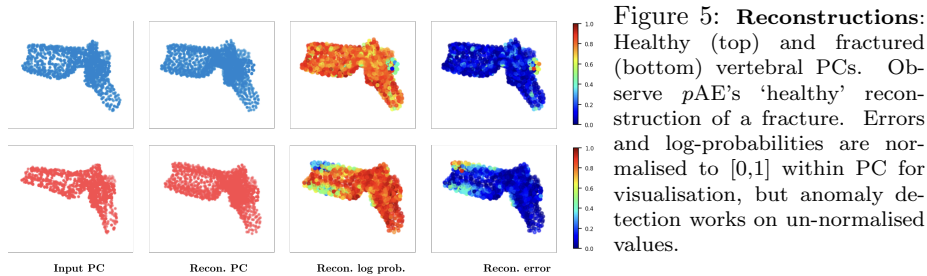 1.0
0.8
0.6
0.4
0.2
0.0
1.0
0.8
0.6
0.4
0.2
0.0
Input PC
Recon. PC
Recon. log prob.
Recon. error
Figure 5: Reconstructions:
Healthy (top) and fractured
(bottom) vertebral PCs. Ob-
serve pAE's ‘healthy’ recon-
struction of a fracture. Errors
and log-probabilities are nor-
malised to [0,1] within PC for
visualisation, but anomaly de-
tection works on un-normalised
values.